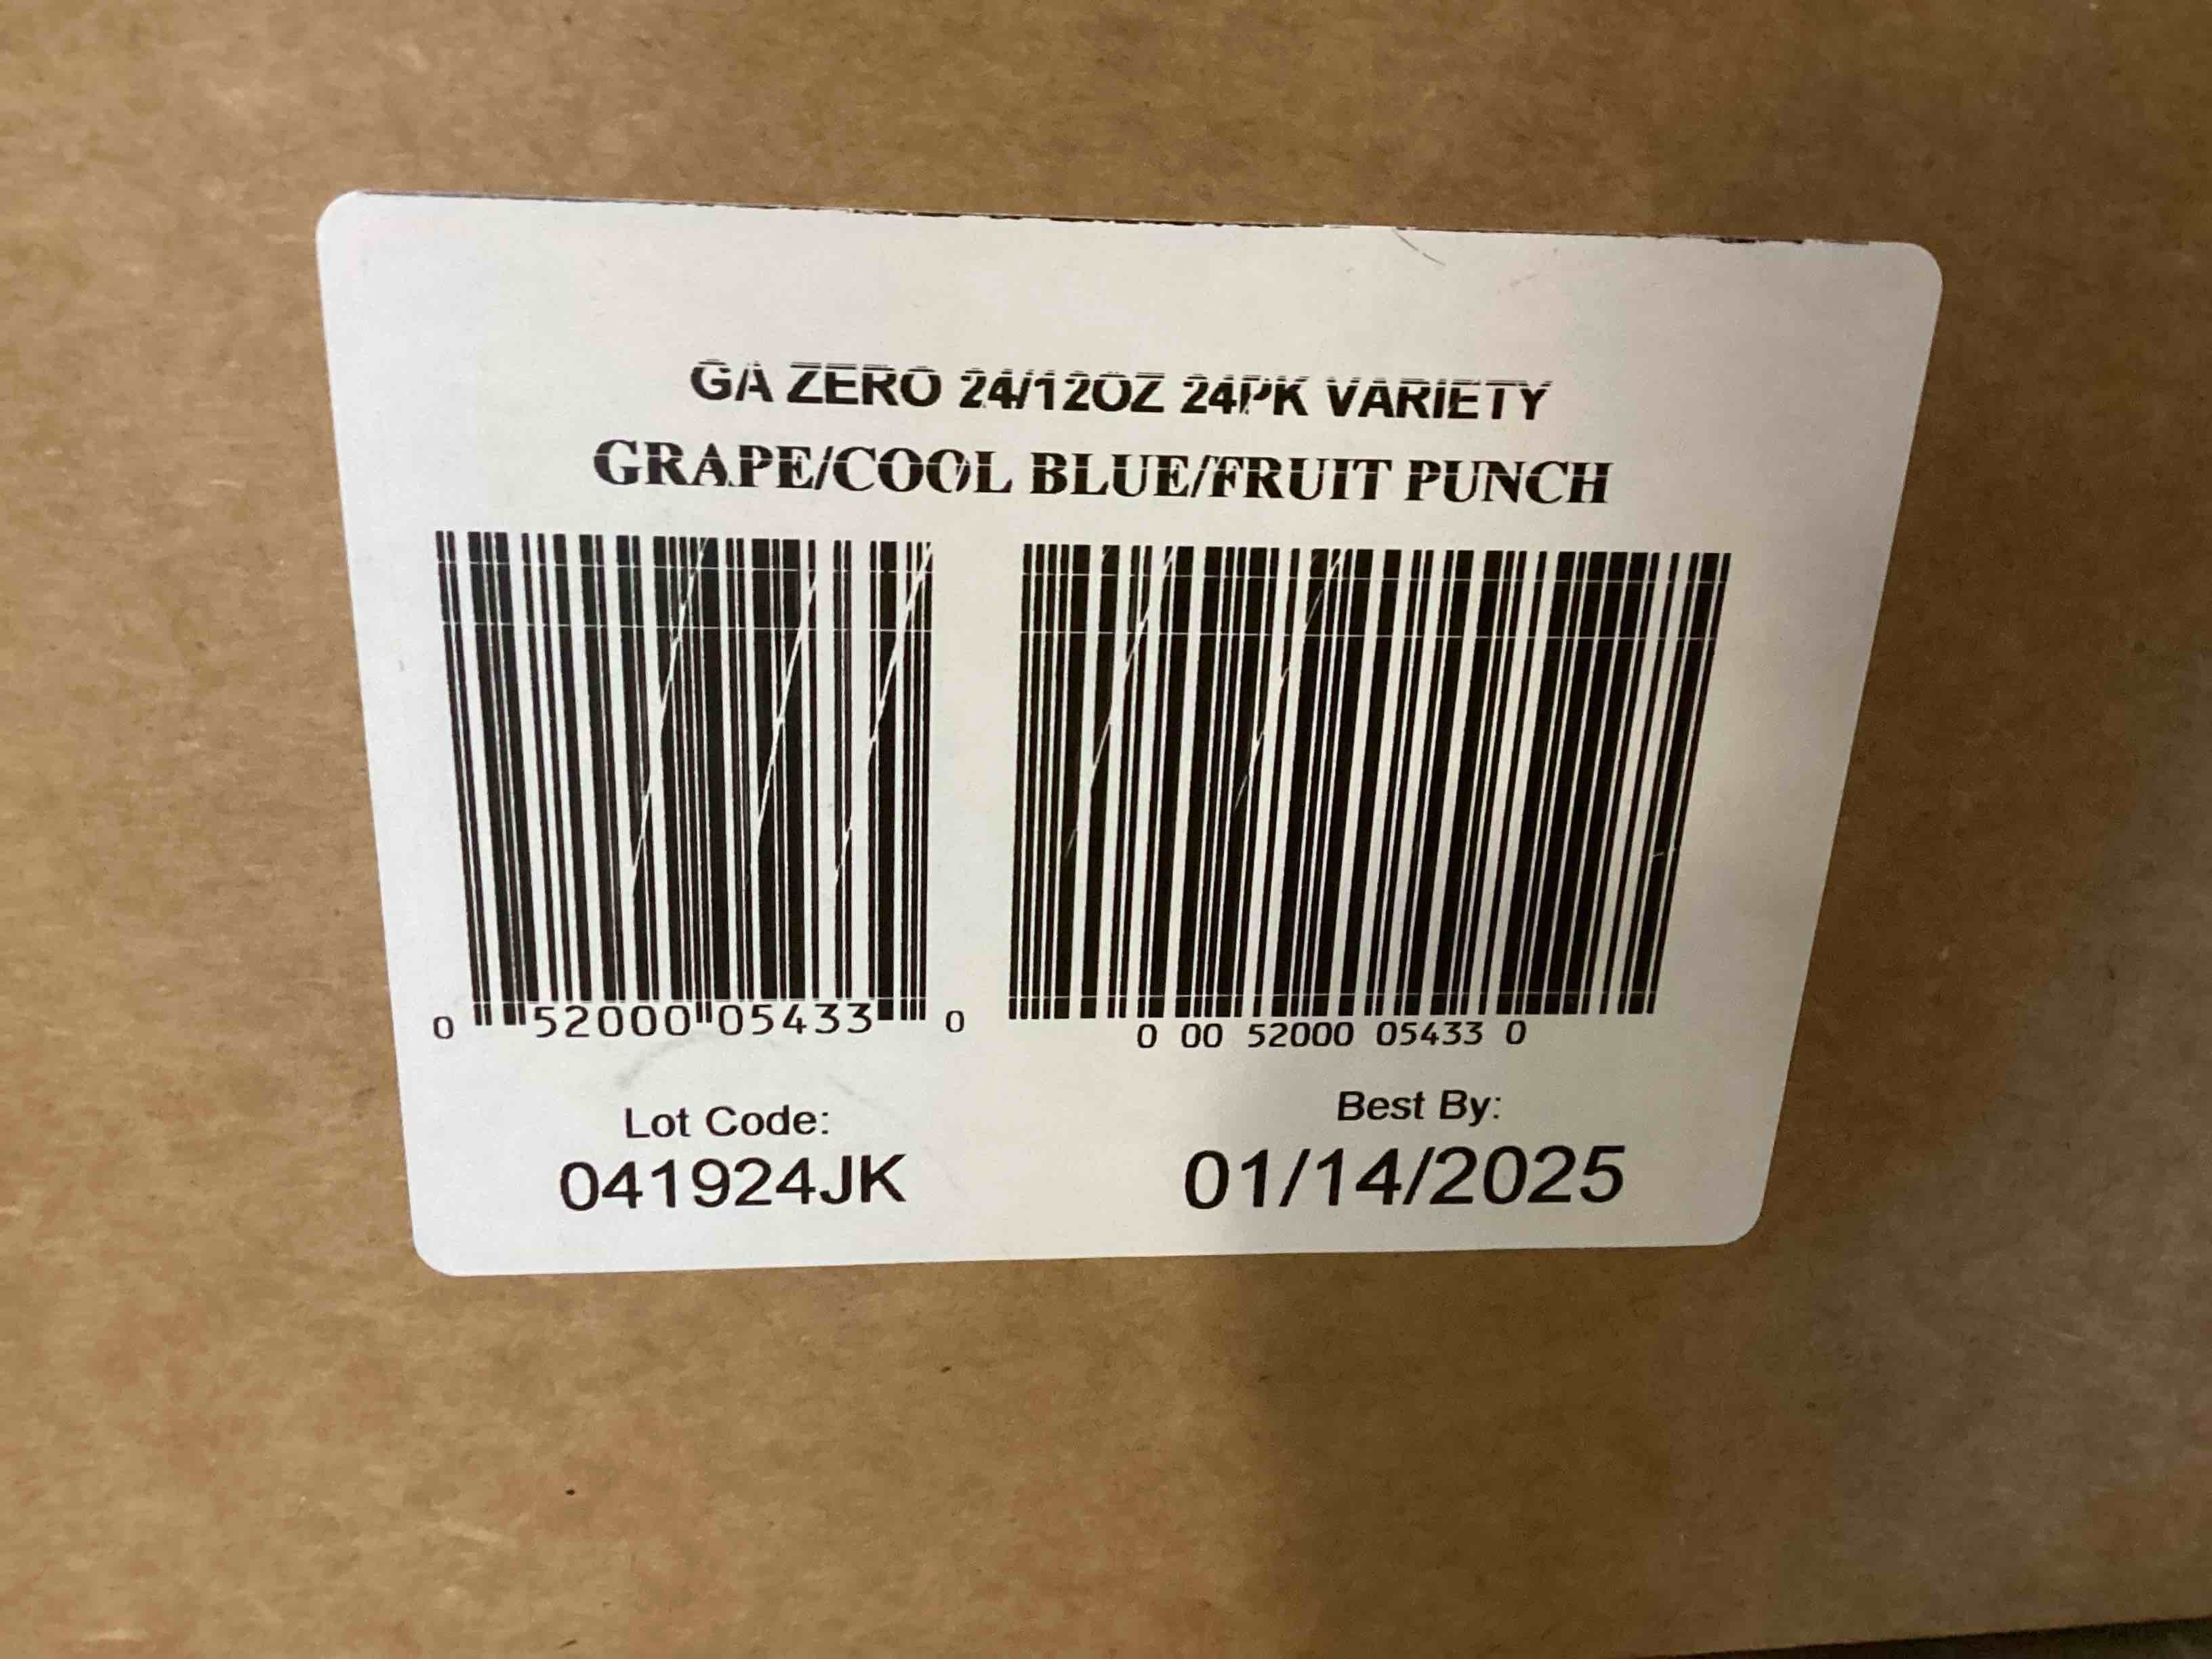 GA ZERO 24/12OZ 24PK VARIETY
GRAPE/COOL BLUE/FRUIT PUNCH
0 52000 05433 0
0 00 52000 05433 0
Lot Code:
041924JK
Best By:
01/14/2025